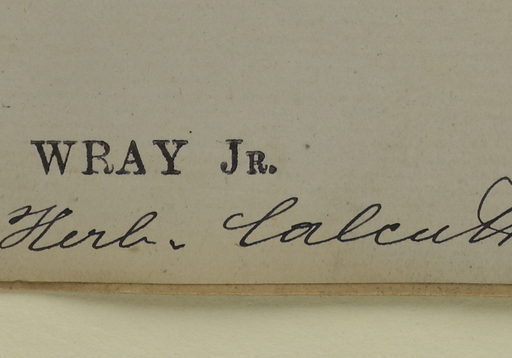 WRAY JR.
Herb. Calcutt